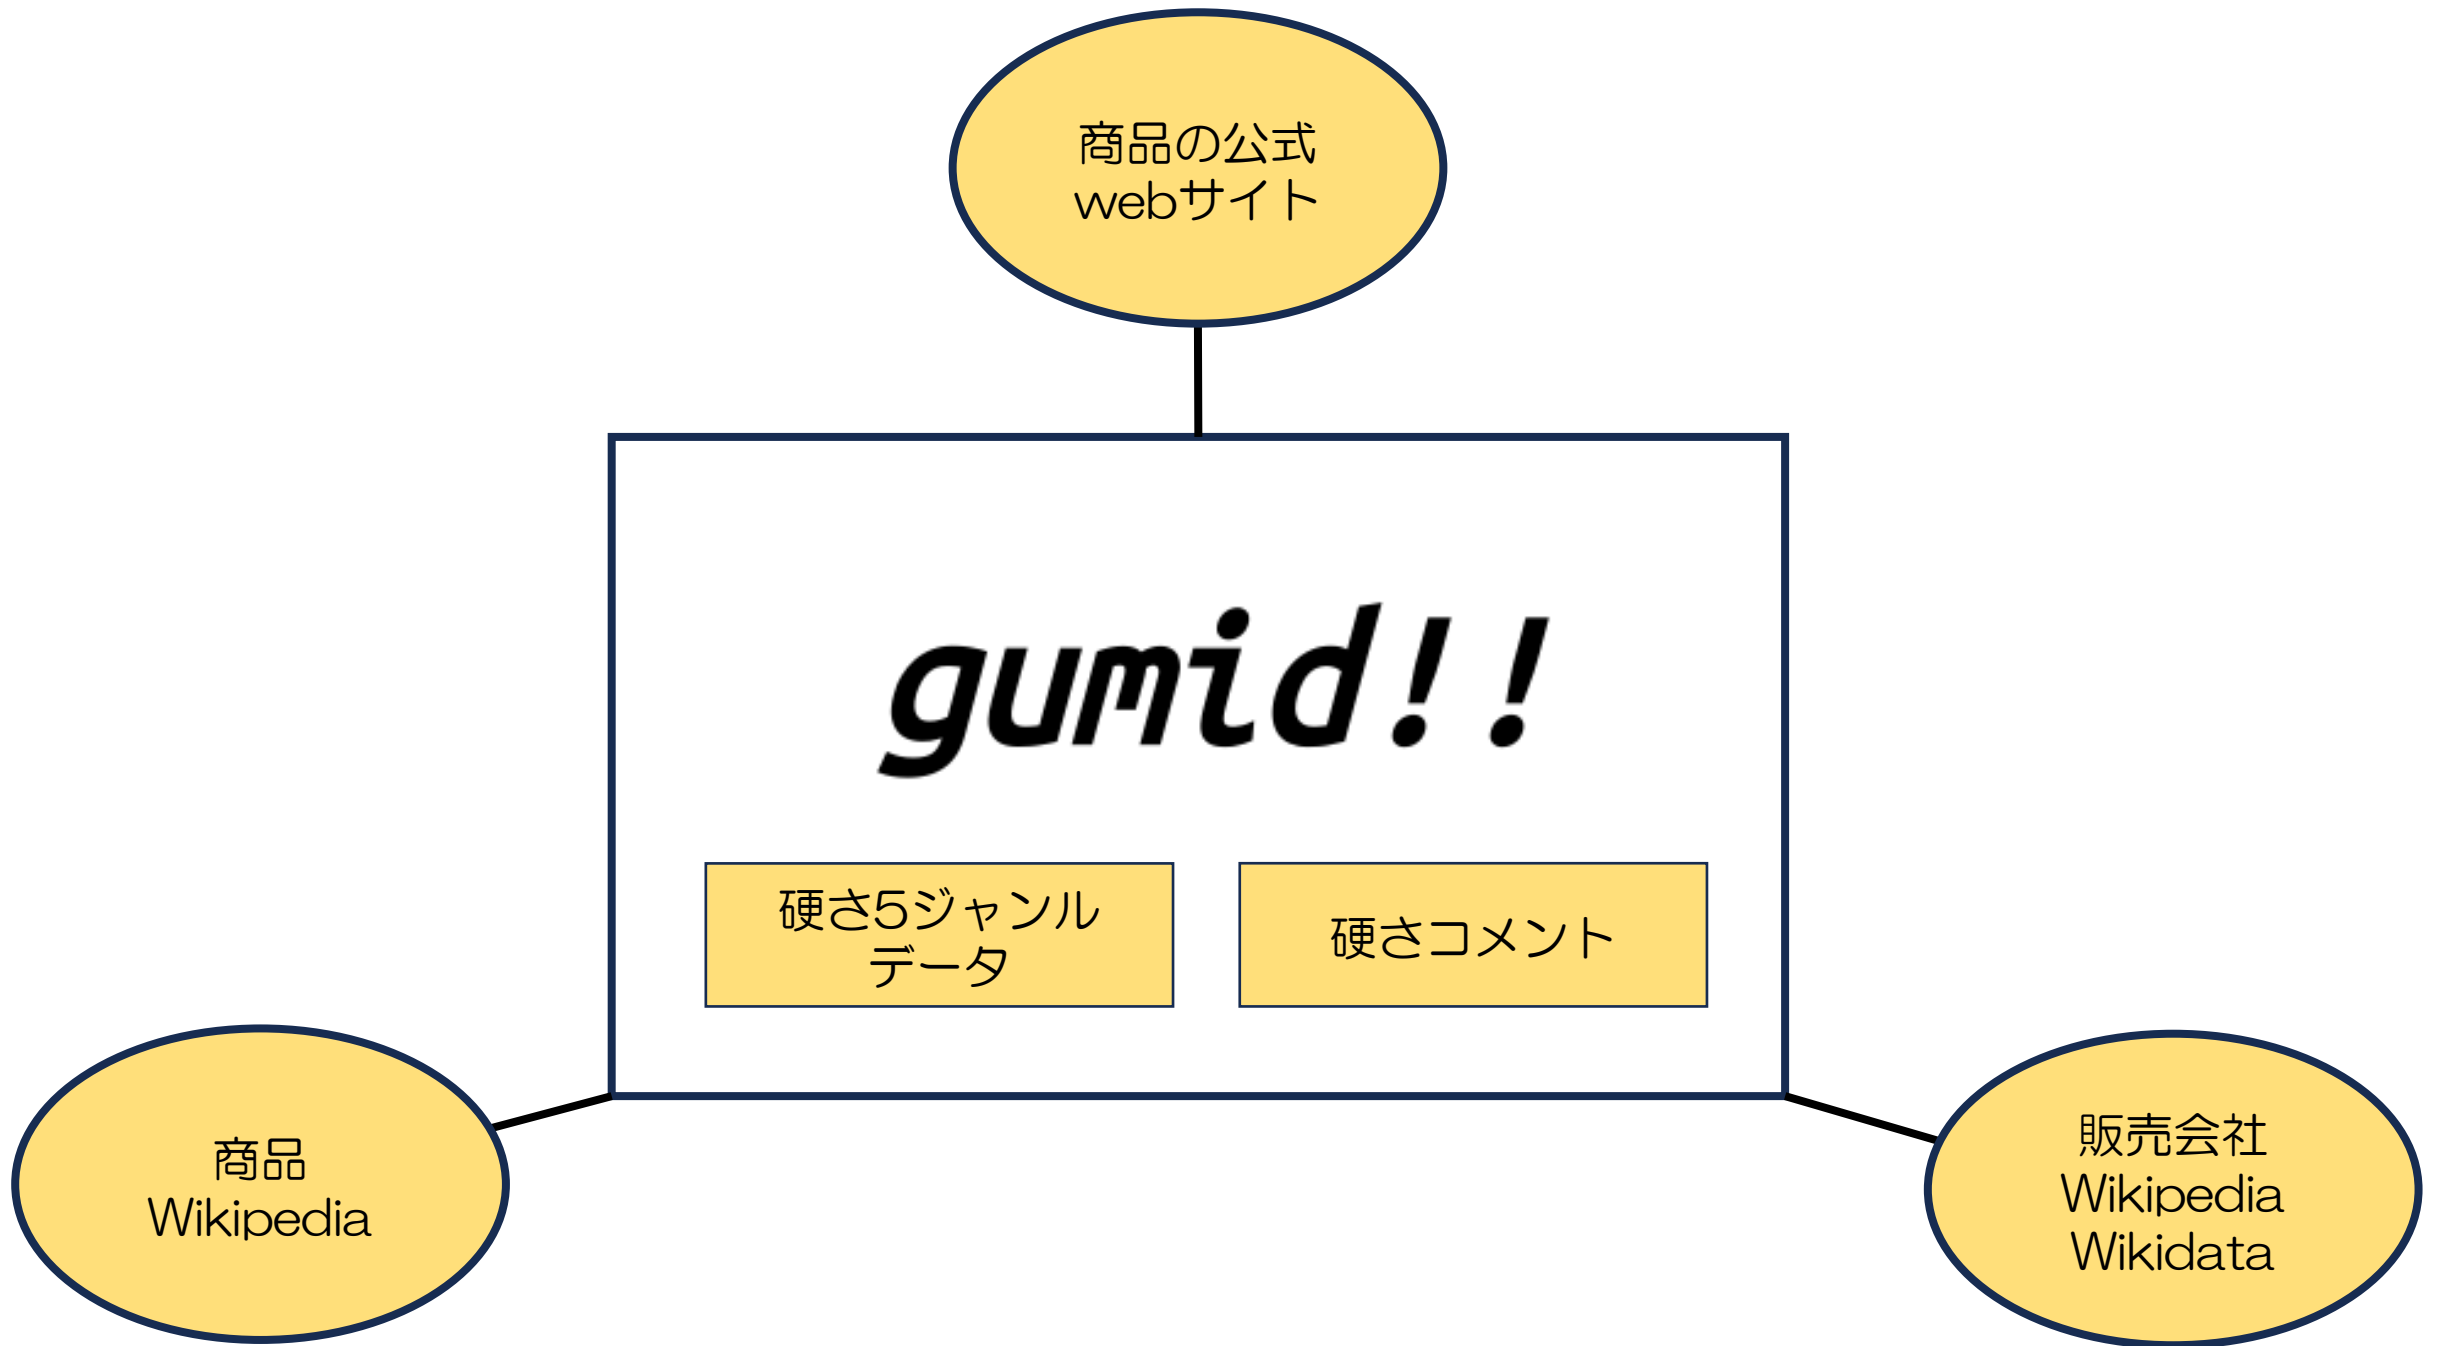 商品の公式
webサイト
gumid!!
硬さ5ジャンル
データ
硬さコメント
商品
Wikipedia
販売会社
Wikipedia
Wikidata